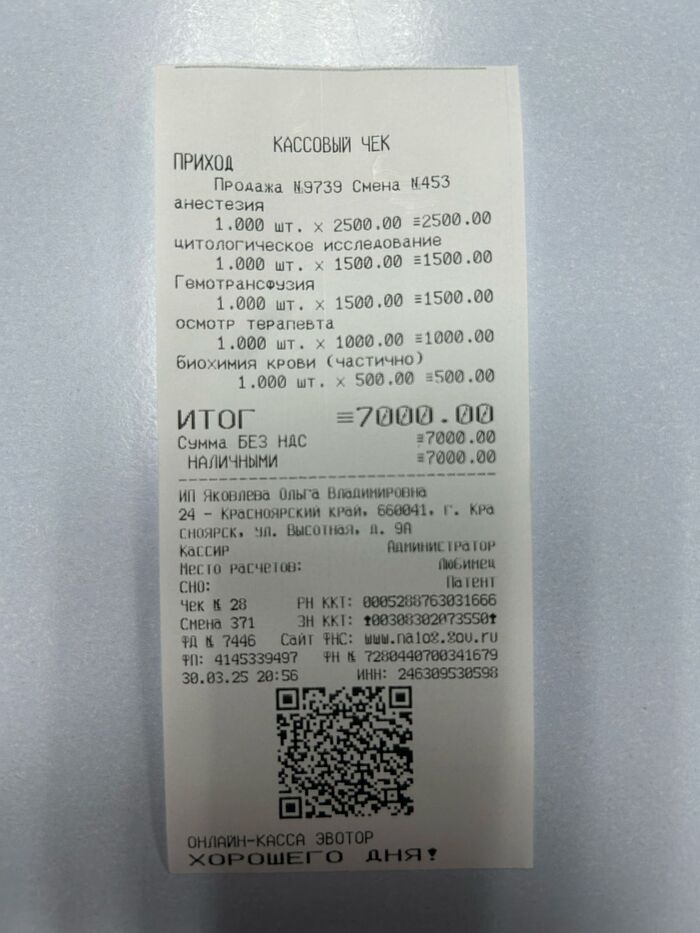 КАССОВЫЙ ЧЕК
ПРИХОД
Продажа №9739 Смена №453
анестезия
1.000 шт. x 2500.00 ≡2500.00
цитологическое исследование
1.000 шт. x 1500.00 ≡1500.00
Гемотрансфузия
1.000 шт. x 1500.00 ≡1500.00
осмотр терапевта
1.000 шт. x 1000.00 ≡1000.00
биохимия крови (частично)
1.000 шт. x 500.00 ≡500.00
ИТОГ ≡7000.00
Сумма БЕЗ НДС ≡7000.00
НАЛИЧНЫМИ ≡7000.00
ИП Яковлева Ольга Владимировна
24 - Красноярский край, 660041, г. Кра
сноярск, ул. Высотная, д. 9А
Кассир Администратор
Место расчетов: Любимец
СНО: Патент
Чек № 28 РН ККТ: 0005288763031666
Смена 371 ЗН ККТ: ↑00308302073550↑
ФД № 7446 Сайт ФНС: www.nalog.gov.ru
ФП: 4145339497 ФН № 7280440700341679
30.03.25 20:56 ИНН: 246309530598
ОНЛАЙН-КАССА ЭВОТОР
ХОРОШЕГО ДНЯ!